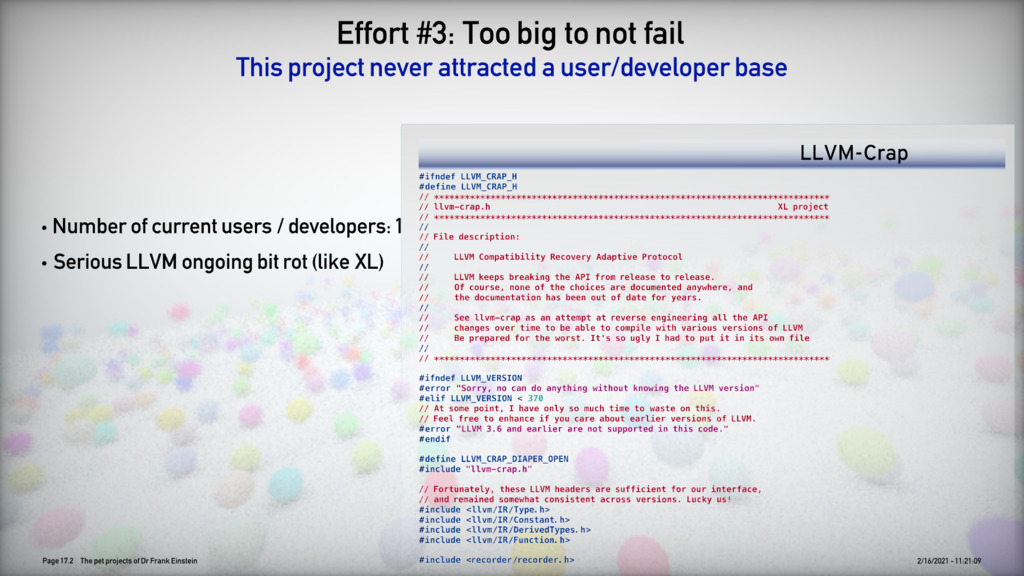 Effort #3: Too big to not fail
This project never attracted a user/developer base
• Number of current users / developers: 1
• Serious LLVM ongoing bit rot (like XL)
LLVM-Crap
#ifndef LLVM_CRAP_H
#define LLVM_CRAP_H
// ****************************************************************************
// llvm-crap.h XL project
// ****************************************************************************
//
// File description:
//
// LLVM Compatibility Recovery Adaptive Protocol
//
// LLVM keeps breaking the API from release to release.
// Of course, none of the choices are documented anywhere, and
// the documentation has been out of date for years.
//
// See llvm-crap as an attempt at reverse engineering all the API
// changes over time to be able to compile with various versions of LLVM
// Be prepared for the worst. It's so ugly I had to put it in its own file
//
// ****************************************************************************
#ifndef LLVM_VERSION
#error "Sorry, no can do anything without knowing the LLVM version"
#elif LLVM_VERSION < 370
// At some point, I have only so much time to waste on this.
// Feel free to enhance if you care about earlier versions of LLVM.
#error "LLVM 3.6 and earlier are not supported in this code."
#endif
#define LLVM_CRAP_DIAPER_OPEN
#include "llvm-crap.h"
// Fortunately, these LLVM headers are sufficient for our interface,
// and remained somewhat consistent across versions. Lucky us!
#include <llvm/IR/Type.h>
#include <llvm/IR/Constant.h>
#include <llvm/IR/DerivedTypes.h>
#include <llvm/IR/Function.h>
#include <recorder/recorder.h>
Page 17.2 The pet projects of Dr Frank Einstein
2/16/2021 - 11:21:09